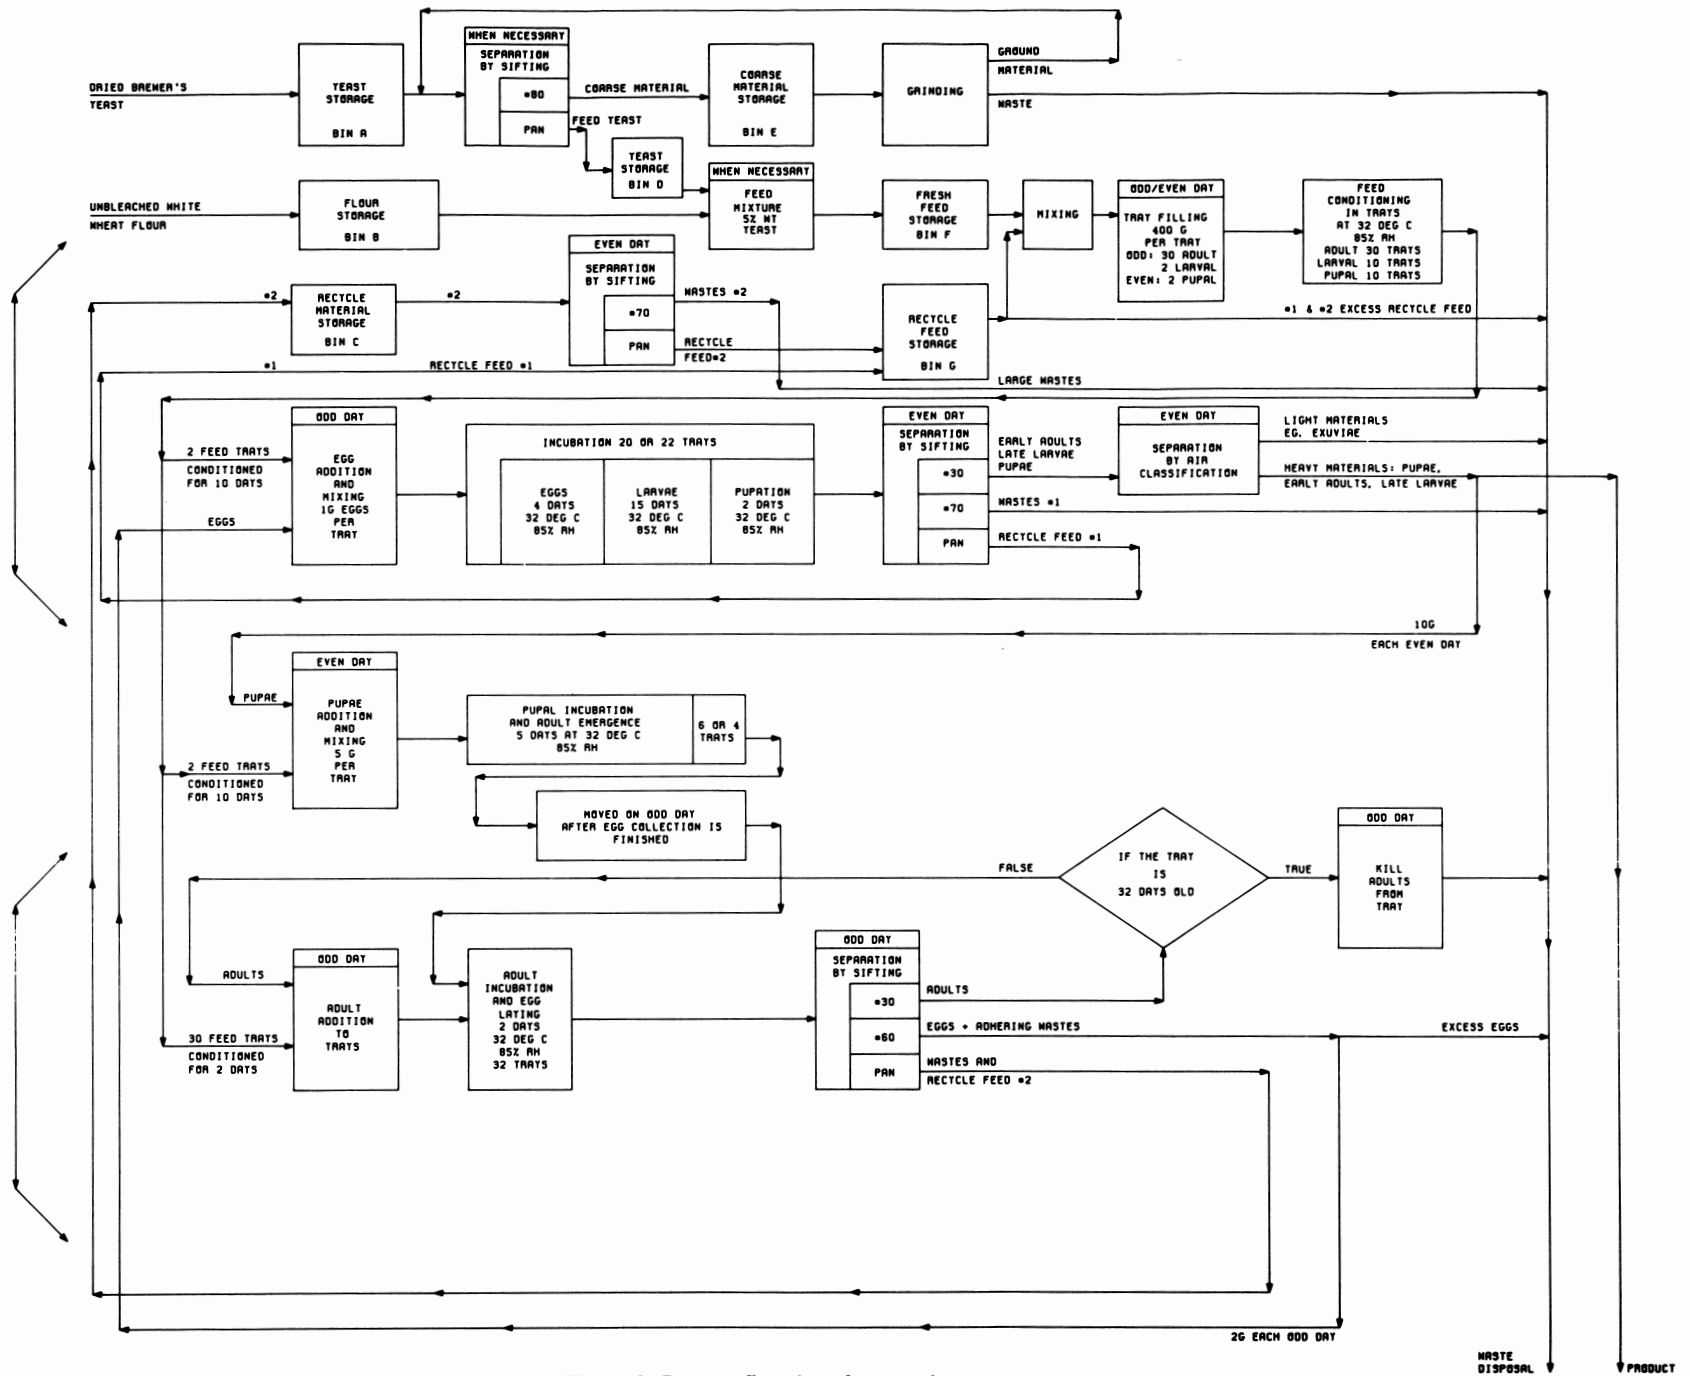 DRIED BREWER'S
YEAST
YEAST
STORAGE
BIN A
WHEN NECESSARY
SEPARATION
BY SIFTING
#80
PAN
COARSE MATERIAL
FEED YEAST
COARSE
MATERIAL
STORAGE
BIN E
GRINDING
GROUND
MATERIAL
WASTE
YEAST
STORAGE
BIN D
UNBLEACHED WHITE
WHEAT FLOUR
FLOUR
STORAGE
BIN B
WHEN NECESSARY
FEED
MIXTURE
5% WT
YEAST
FRESH
FEED
STORAGE
BIN F
MIXING
ODD/EVEN DAY
TRAY FILLING
400 G
PER TRAY
ODD: 30 ADULT
2 LARVAL
EVEN: 2 PUPAL
FEED
CONDITIONING
IN TRAYS
AT 32 DEG C
85% RH
ADULT 30 TRAYS
LARVAL 10 TRAYS
PUPAL 10 TRAYS
#2
RECYCLE
MATERIAL
STORAGE
BIN C
#2
EVEN DAY
SEPARATION
BY SIFTING
#70
PAN
WASTES #2
RECYCLE
FEED#2
RECYCLE
FEED
STORAGE
BIN G
#1 & #2 EXCESS RECYCLE FEED
#1
RECYCLE FEED #1
LARGE WASTES
2 FEED TRAYS
CONDITIONED
FOR 10 DAYS
EGGS
ODD DAY
EGG
ADDITION
AND
MIXING
1G EGGS
PER
TRAY
INCUBATION 20 OR 22 TRAYS
EGGS
4 DAYS
32 DEG C
85% RH
LARVAE
15 DAYS
32 DEG C
85% RH
PUPATION
2 DAYS
32 DEG C
85% RH
EVEN DAY
SEPARATION
BY SIFTING
#30
#70
PAN
EARLY ADULTS
LATE LARVAE
PUPAE
WASTES #1
RECYCLE FEED #1
EVEN DAY
SEPARATION
BY AIR
CLASSIFICATION
LIGHT MATERIALS
EG. EXUVIAE
HEAVY MATERIALS: PUPAE,
EARLY ADULTS, LATE LARVAE
10G
EACH EVEN DAY
PUPAE
2 FEED TRAYS
CONDITIONED
FOR 10 DAYS
EVEN DAY
PUPAE
ADDITION
AND
MIXING
5 G
PER
TRAY
PUPAL INCUBATION
AND ADULT EMERGENCE
5 DAYS AT 32 DEG C
85% RH
6 OR 4
TRAYS
MOVED ON ODD DAY
AFTER EGG COLLECTION IS
FINISHED
FALSE
IF THE TRAY
IS
32 DAYS OLD
TRUE
ODD DAY
KILL
ADULTS
FROM
TRAY
ADULTS
30 FEED TRAYS
CONDITIONED
FOR 2 DAYS
ODD DAY
ADULT
ADDITION
TO
TRAYS
ADULT
INCUBATION
AND EGG
LAYING
2 DAYS
32 DEG C
85% RH
32 TRAYS
ODD DAY
SEPARATION
BY SIFTING
#30
#60
PAN
ADULTS
EGGS + ADHERING WASTES
WASTES AND
RECYCLE FEED #2
EXCESS EGGS
2G EACH ODD DAY
WASTE
DISPOSAL
PRODUCT